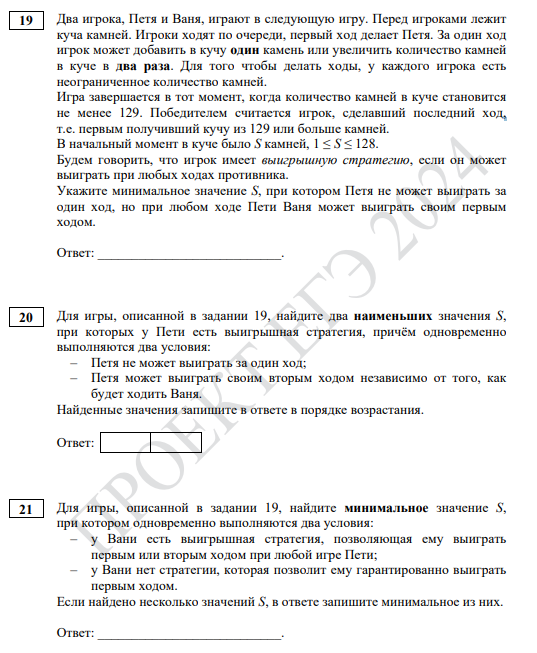 19 Два игрока, Петя и Ваня, играют в следующую игру. Перед игроками лежит
куча камней. Игроки ходят по очереди, первый ход делает Петя. За один ход
игрок может добавить в кучу один камень или увеличить количество камней
в куче в два раза. Для того чтобы делать ходы, у каждого игрока есть
неограниченное количество камней.
Игра завершается в тот момент, когда количество камней в куче становится
не менее 129. Победителем считается игрок, сделавший последний ход,
т.е. первым получивший кучу из 129 или больше камней.
В начальный момент в куче было S камней, 1 ≤ S ≤ 128.
Будем говорить, что игрок имеет выигрышную стратегию, если он может
выиграть при любых ходах противника.
Укажите минимальное значение S, при котором Петя не может выиграть за
один ход, но при любом ходе Пети Ваня может выиграть своим первым
ходом.
Ответ: ___________________________.
20 Для игры, описанной в задании 19, найдите два наименьших значения S,
при которых у Пети есть выигрышная стратегия, причём одновременно
выполняются два условия:
– Петя не может выиграть за один ход;
– Петя может выиграть своим вторым ходом независимо от того, как
будет ходить Ваня.
Найденные значения запишите в ответе в порядке возрастания.
Ответ:
21 Для игры, описанной в задании 19, найдите минимальное значение S,
при котором одновременно выполняются два условия:
– у Вани есть выигрышная стратегия, позволяющая ему выиграть
первым или вторым ходом при любой игре Пети;
– у Вани нет стратегии, которая позволит ему гарантированно выиграть
первым ходом.
Если найдено несколько значений S, в ответе запишите минимальное из них.
Ответ: ___________________________.
ПРОЕКТ ЕГЭ 2024